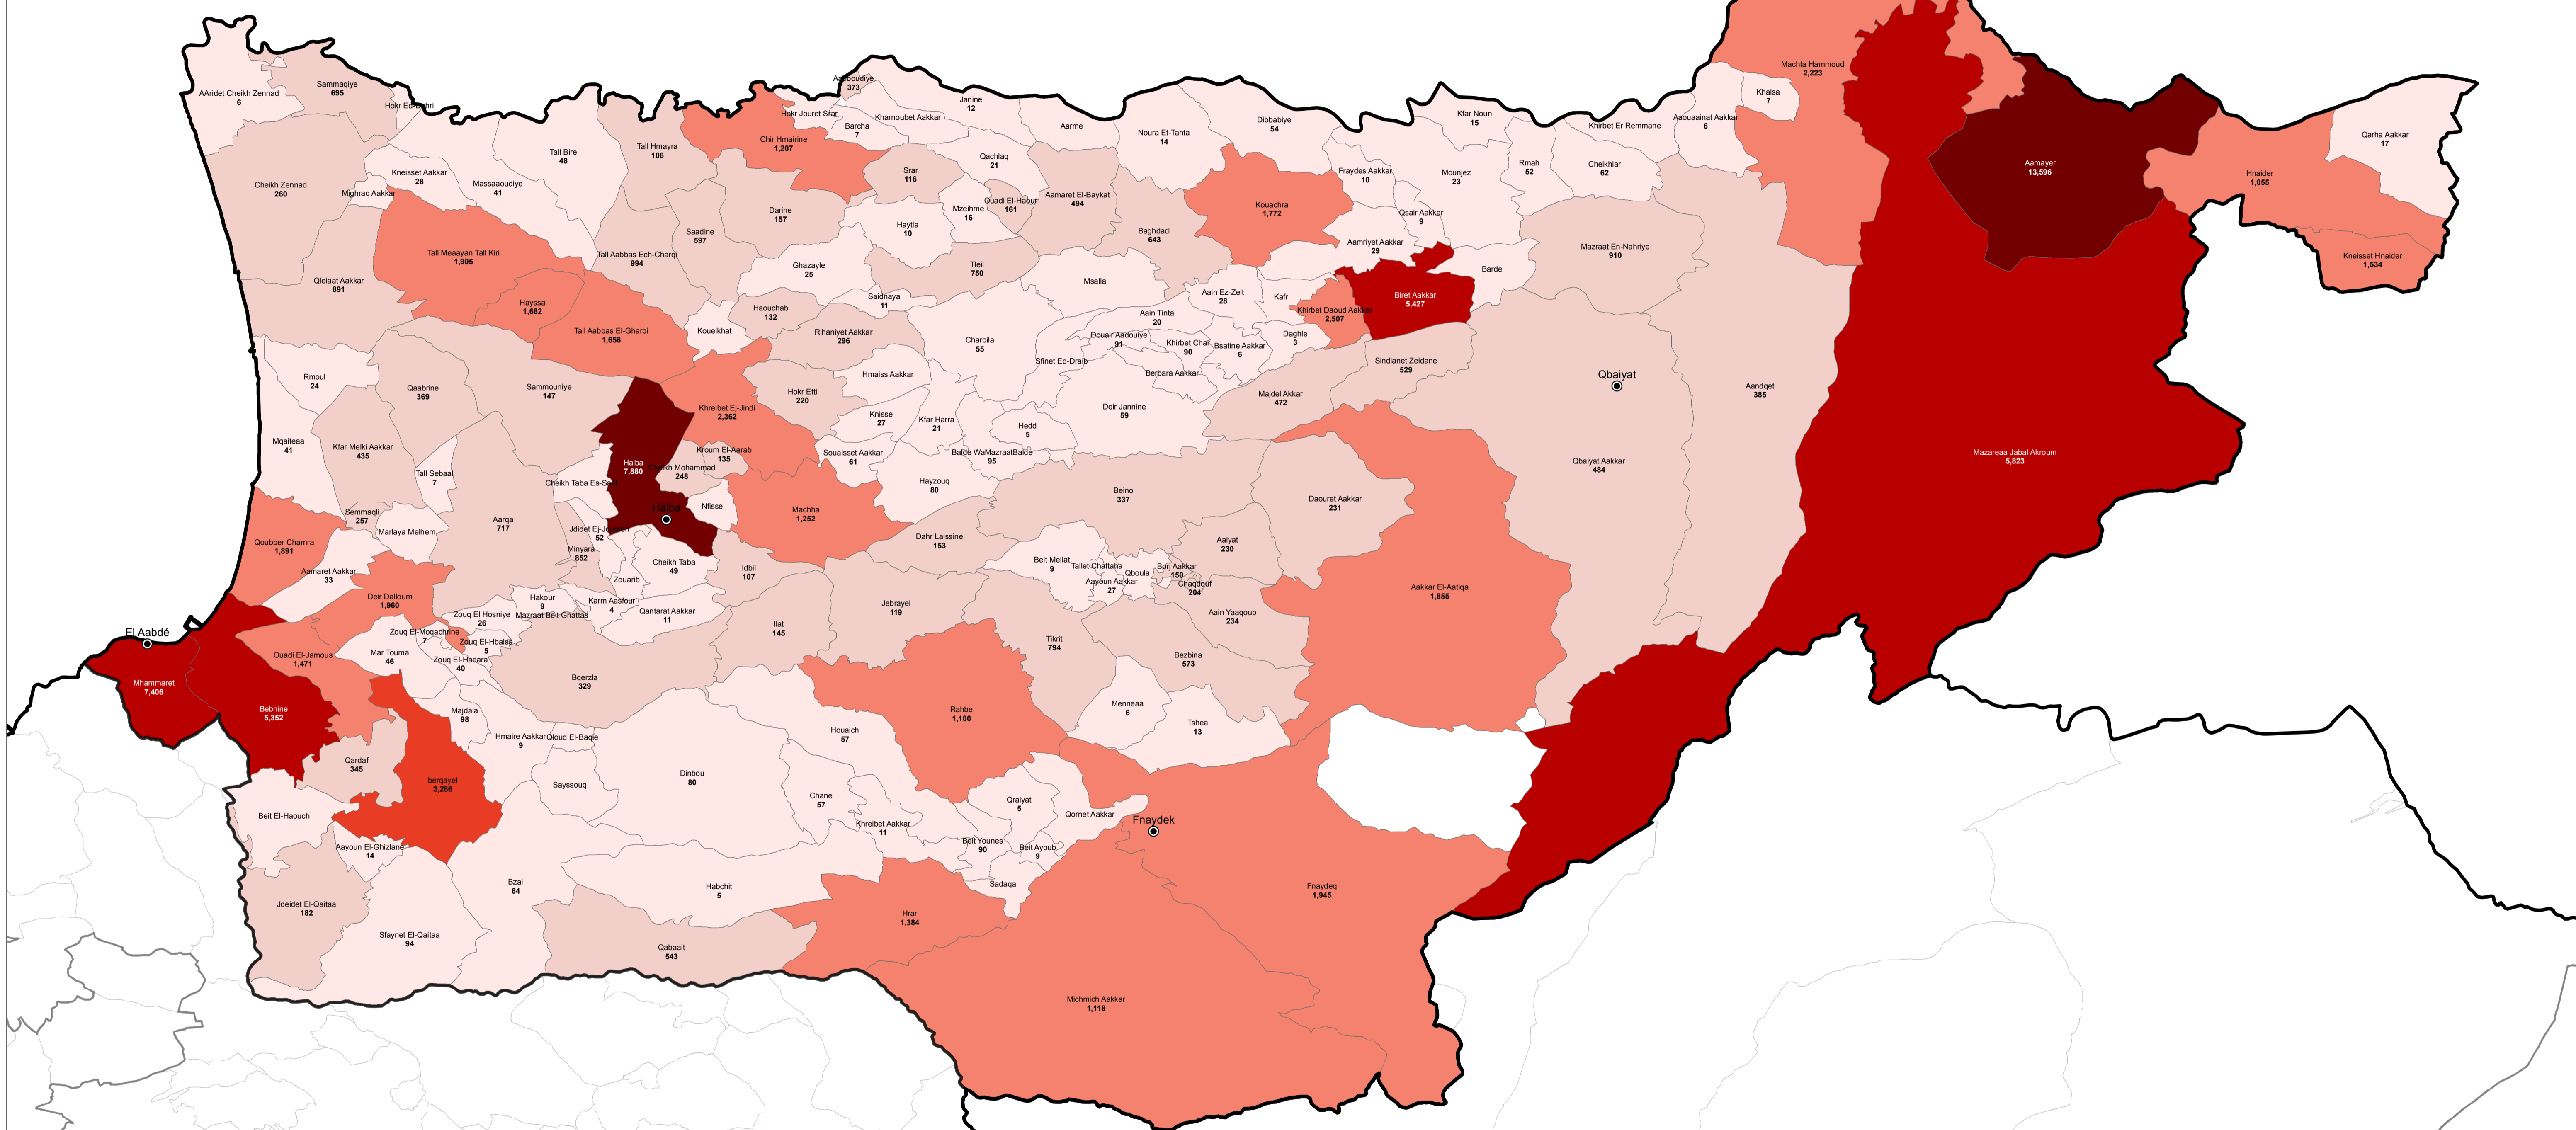 AAridet Cheikh Zennad
6
Sammaqiye
695
Hokr Ed-Dahri
Aabboudiye
373
Janine
12
Machta Hammoud
2,223
Khalsa
7
Hokr Jouret Srar
Barcha
7
Kharnoubet Aakkar
Aarme
Noura Et-Tahta
14
Dibbabiye
54
Kfar Noun
15
Khirbet Er Remmane
Aaouaainat Aakkar
6
Qarha Aakkar
17
Chir Hmairine
1,207
Tall Hmayra
106
Tall Bire
48
Cheikh Zennad
260
Kneisset Aakkar
28
Massaaoudiye
41
Mighraq Aakkar
Srar
116
Qachlaq
21
Fraydes Aakkar
10
Mounjez
23
Rmah
52
Cheikhlar
62
Aamayer
13,596
Hnaider
1,055
Darine
157
Mzeihme
16
Ouadi El-Haour
161
Aamaret El-Baykat
494
Kouachra
1,772
Qsair Aakkar
9
Saadine
597
Haytla
10
Baghdadi
643
Aamriyet Aakkar
29
Mazraat En-Nahriye
910
Tall Meaayan Tall Kiri
1,905
Tall Aabbas Ech-Charqi
994
Ghazayle
25
Tleil
750
Barde
Kneisset Hnaider
1,534
Qleiaat Aakkar
891
Msalla
Hayssa
1,682
Saidnaya
11
Aain Ez-Zeit
28
Kafr
Biret Aakkar
5,427
Haouchab
132
Khirbet Daoud Aakkar
2,507
Aain Tinta
20
Tall Aabbas El-Gharbi
1,656
Koueikhat
Rihaniyet Aakkar
296
Charbila
55
Douair Aadouiye
91
Khirbet Char
90
Bsatine Aakkar
6
Daghle
3
Sfinet Ed-Draib
Berbara Aakkar
Sindianet Zeidane
529
Rmoul
24
Qaabrine
369
Sammouniye
147
Hmaiss Aakkar
Qbaiyat
Aandqet
385
Hokr Etti
220
Majdel Akkar
472
Khreibet Ej-Jindi
2,362
Knisse
27
Kfar Harra
21
Deir Jannine
59
Hedd
5
Mqaiteaa
41
Kfar Melki Aakkar
435
Kroum El-Aarab
135
Souaisset Aakkar
61
Balde WaMazraatBalde
95
Mazareaa Jabal Akroum
5,823
Halba
7,880
Cheikh Mohammad
248
Qbaiyat Aakkar
484
Tall Sebaal
7
Hayzouq
80
Beino
337
Daouret Aakkar
231
Semmaqli
257
Aarqa
717
Halba
Nfisse
Machha
1,252
Marlaya Melhem
52
Minyara
852
Dahr Laissine
153
Aaiyat
230
Qoubber Chamra
1,891
Aamaret Aakkar
33
Cheikh Taba
49
Idbil
107
Beit Mellat
9
Tallet Chattaha
Qboula
Borj Aakkar
150
Zouarib
Aayoun Aakkar
27
Chaqdouf
204
Aakkar El-Aatiqa
1,855
Deir Dalloum
1,960
Hakour
9
Karm Aasfour
4
Qantarat Aakkar
11
Jebrayel
119
Aain Yaaqoub
234
Zouq El Hosniye
26
Mazraat Beit Ghattas
El Aabdé
Zouq El-Moqachrine
7
Zouq El-Hbalsa
5
Ilat
145
Tikrit
794
Ouadi El-Jamous
1,471
Mar Touma
46
Zouq El-Hadara
40
Bezbina
573
Mhammaret
7,406
Bqerzla
329
Bebnine
5,352
Majdala
98
Rahbe
1,100
Menneaa
6
Tshea
13
Hmaire Aakkar
9
Qloud El-Baqie
Houaich
57
Qardaf
345
berqayel
3,286
Sayssouq
Dinbou
80
Chane
57
Qraiyat
5
Qornet Aakkar
Fnaydek
Beit El-Haouch
Khreibet Aakkar
11
Beit Younes
90
Beit Ayoub
9
Aayoun El-Ghizlane
14
Bzal
64
Habchit
5
Sadaqa
Fnaydeq
1,945
Jdeidet El-Qaitaa
182
Hrar
1,384
Sfaynet El-Qaitaa
94
Qabaait
543
Michmich Aakkar
1,118